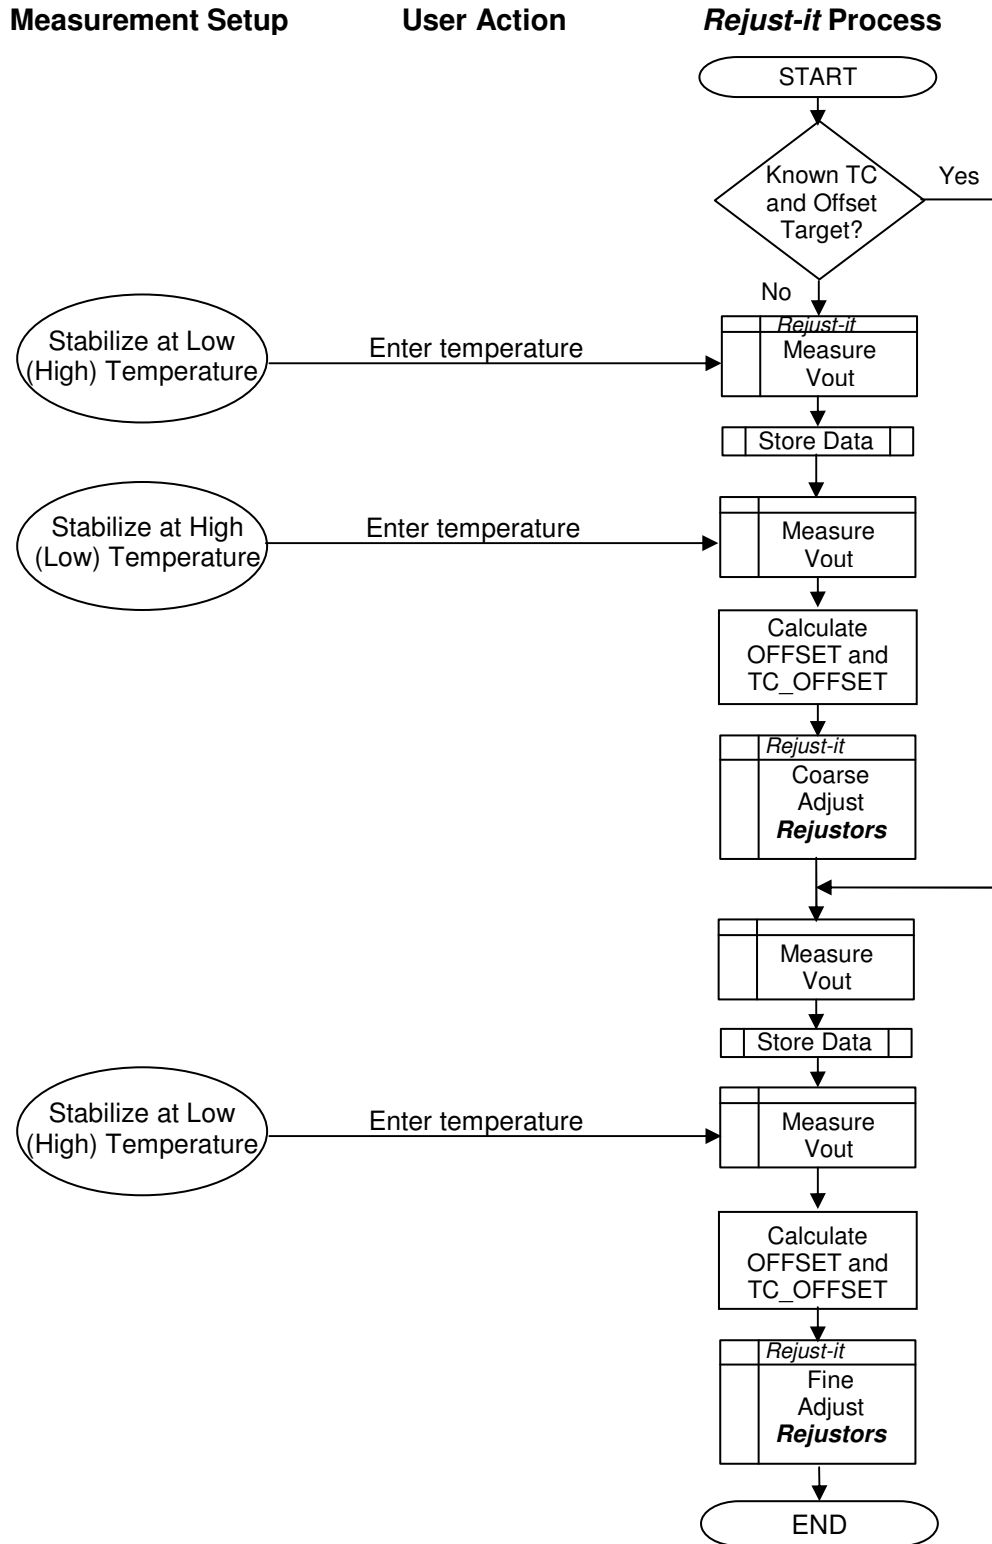 Measurement Setup
User Action
Rejust-it Process
START
Known TC
and Offset
Target?
Yes
No
Stabilize at Low
(High) Temperature
Enter temperature
Rejust-it
Measure
Vout
Store Data
Stabilize at High
(Low) Temperature
Enter temperature
Measure
Vout
Calculate
OFFSET and
TC_OFFSET
Rejust-it
Coarse
Adjust
Rejustors
Measure
Vout
Store Data
Stabilize at Low
(High) Temperature
Enter temperature
Measure
Vout
Calculate
OFFSET and
TC_OFFSET
Rejust-it
Fine
Adjust
Rejustors
END